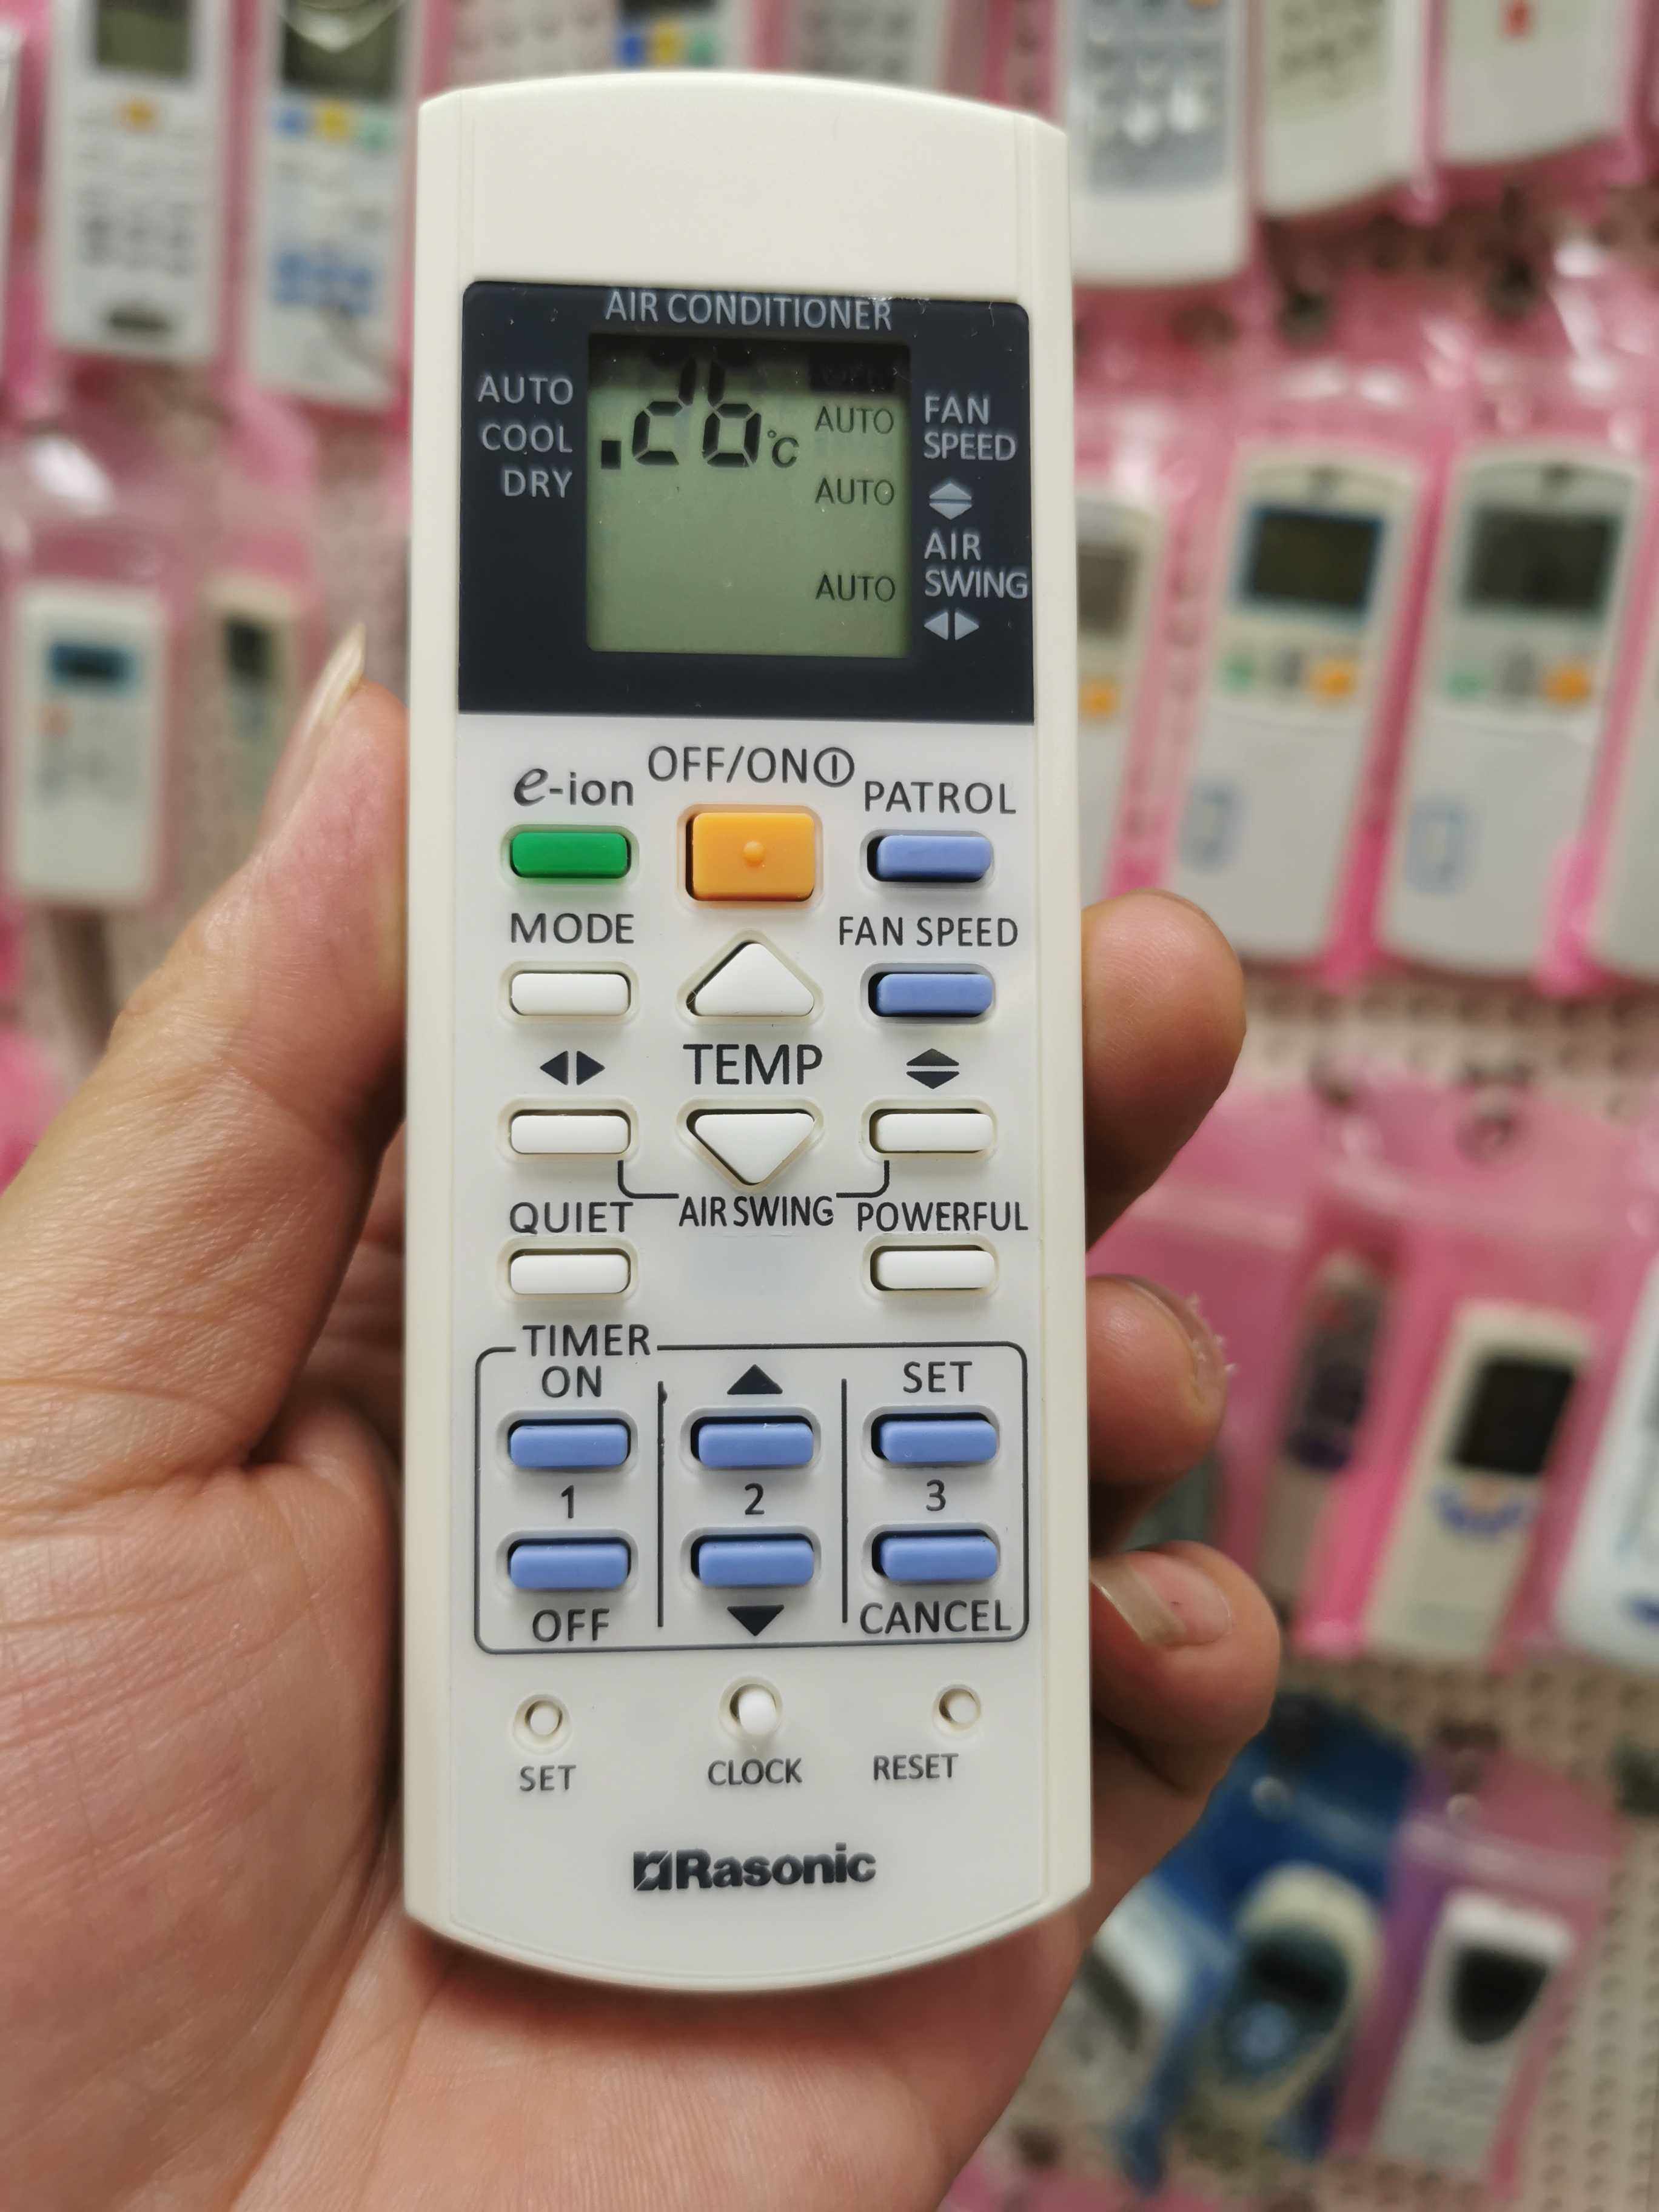 AIR CONDITIONER
AUTO
COOL
DRY
°C
AUTO
AUTO
AUTO
FAN
SPEED
AIR
SWING
e-ion
OFF/ON
PATROL
MODE
FAN SPEED
TEMP
AIR SWING
QUIET
POWERFUL
TIMER
ON
SET
1
2
3
OFF
CANCEL
SET
CLOCK
RESET
Rasonic